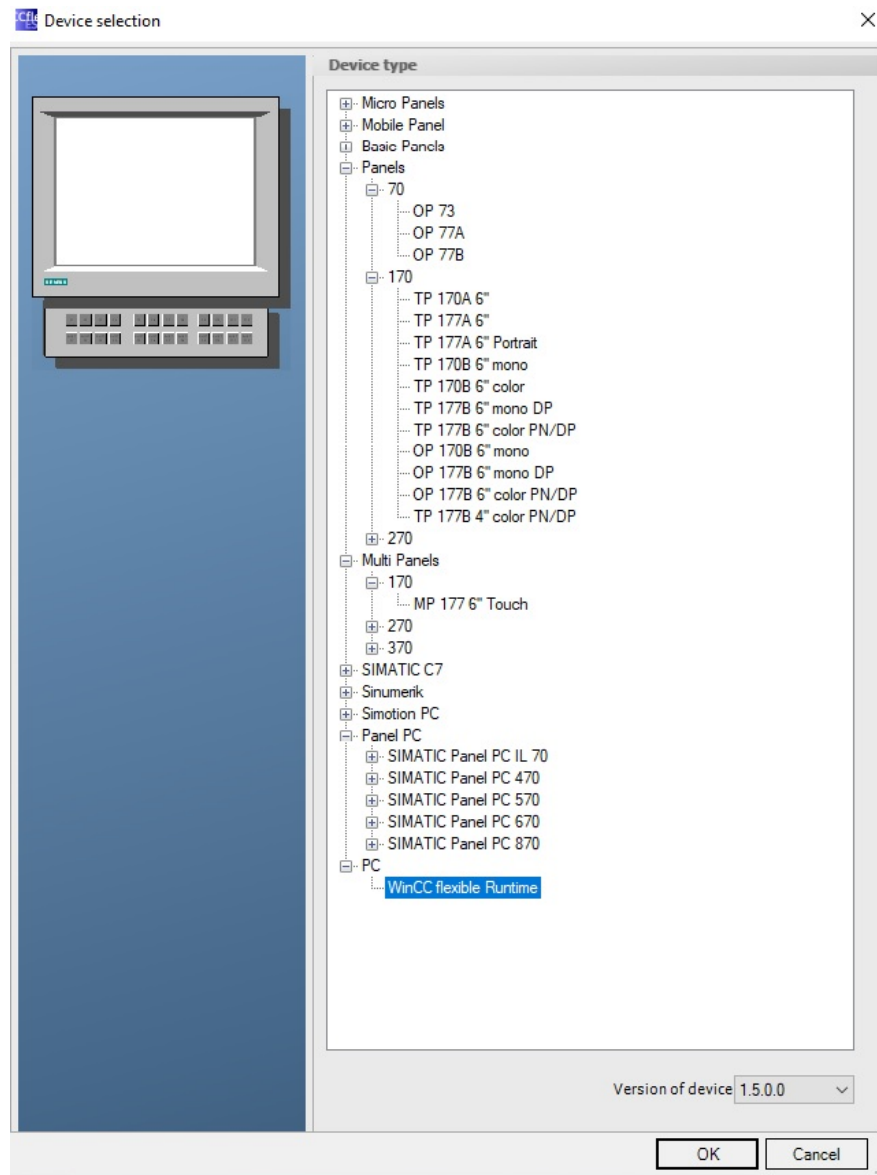 Device selection
Device type
Micro Panels
Mobile Panel
Basic Panels
Panels
70
OP 73
OP 77A
OP 77B
170
TP 170A 6"
TP 177A 6"
TP 177A 6" Portrait
TP 170B 6" mono
TP 170B 6" color
TP 177B 6" mono DP
TP 177B 6" color PN/DP
OP 170B 6" mono
OP 177B 6" mono DP
OP 177B 6" color PN/DP
TP 177B 4" color PN/DP
270
Multi Panels
170
MP 177 6" Touch
270
370
SIMATIC C7
Sinumerik
Simotion PC
Panel PC
SIMATIC Panel PC IL 70
SIMATIC Panel PC 470
SIMATIC Panel PC 570
SIMATIC Panel PC 670
SIMATIC Panel PC 870
PC
WinCC flexible Runtime
Version of device 1.5.0.0
OK Cancel